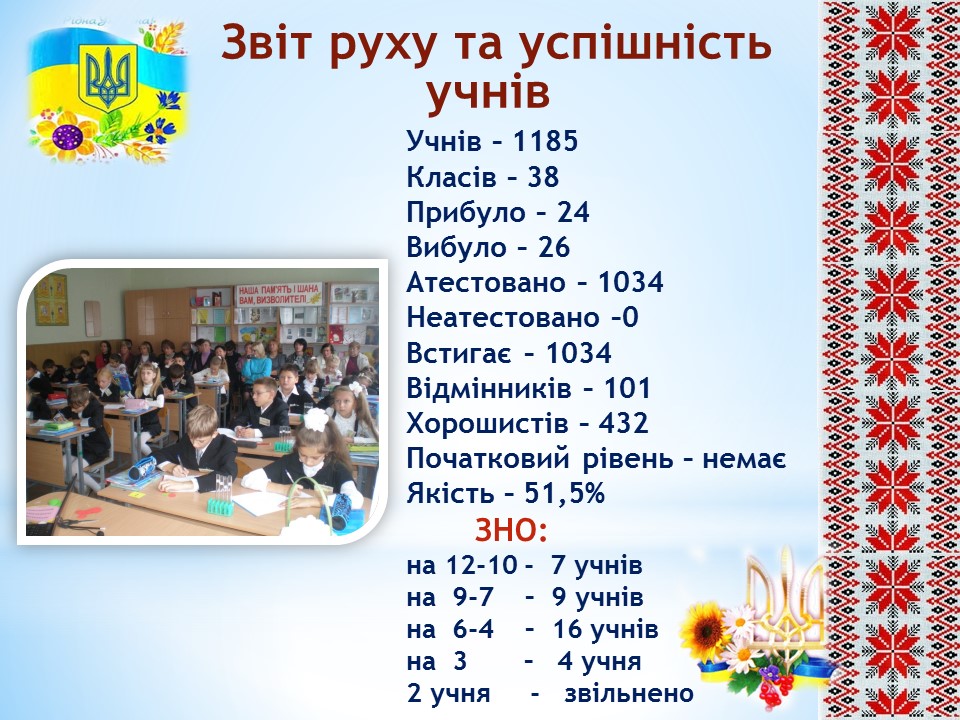 Звіт руху та успішність
учнів
Учнів – 1185
Класів – 38
Прибуло – 24
Вибуло – 26
Атестовано – 1034
Неатестовано –0
Встигає – 1034
Відмінників – 101
Хорошистів – 432
Початковий рівень – немає
Якість – 51,5%
ЗНО:
на 12-10 - 7 учнів
на 9-7 – 9 учнів
на 6-4 – 16 учнів
на 3 – 4 учня
2 учня - звільнено
НАША ПАМ'ЯТЬ І ШАНА
ВАМ, ВИЗВОЛИТЕЛІ